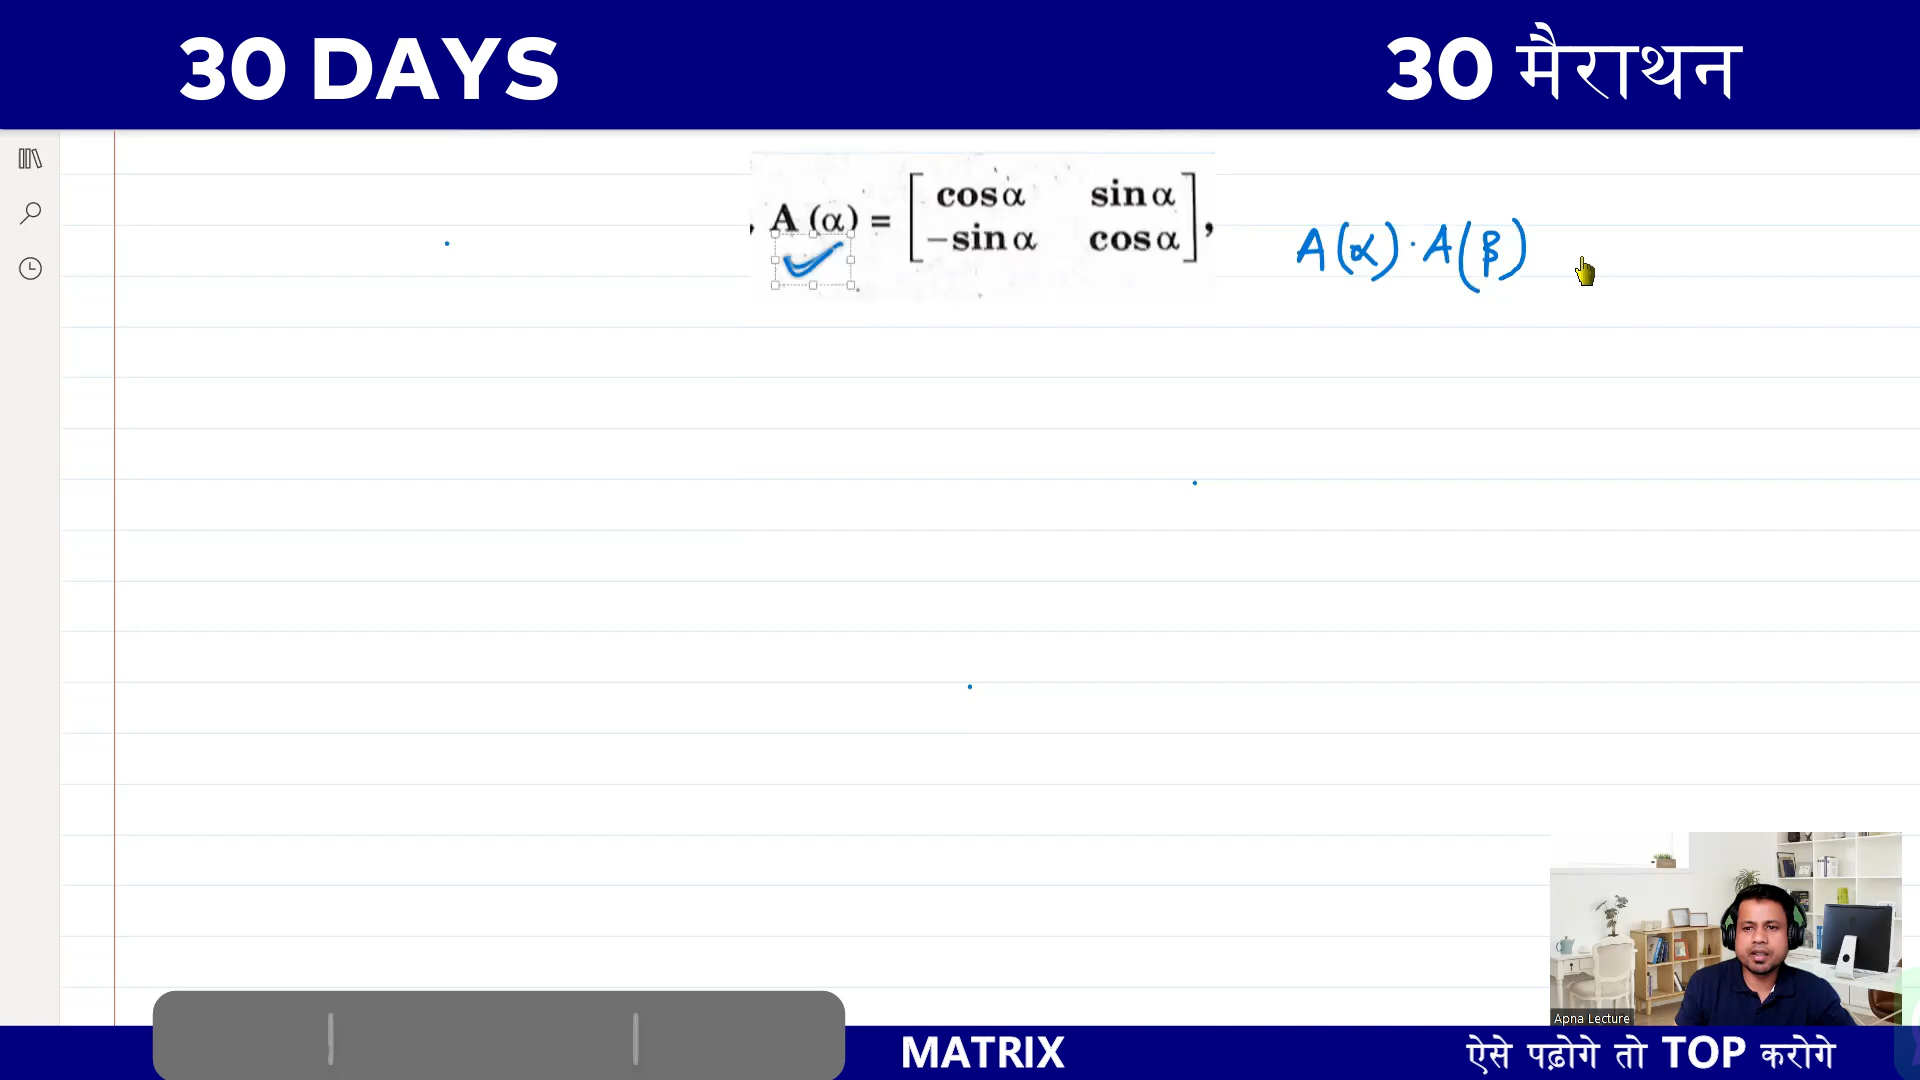 30 DAYS
30 मैराथन
A (α) = [ cos α sin α
−sin α cos α ] ,
A(α)·A(β)
Apna Lecture
MATRIX
ऐसे पढ़ोगे तो TOP करोगे